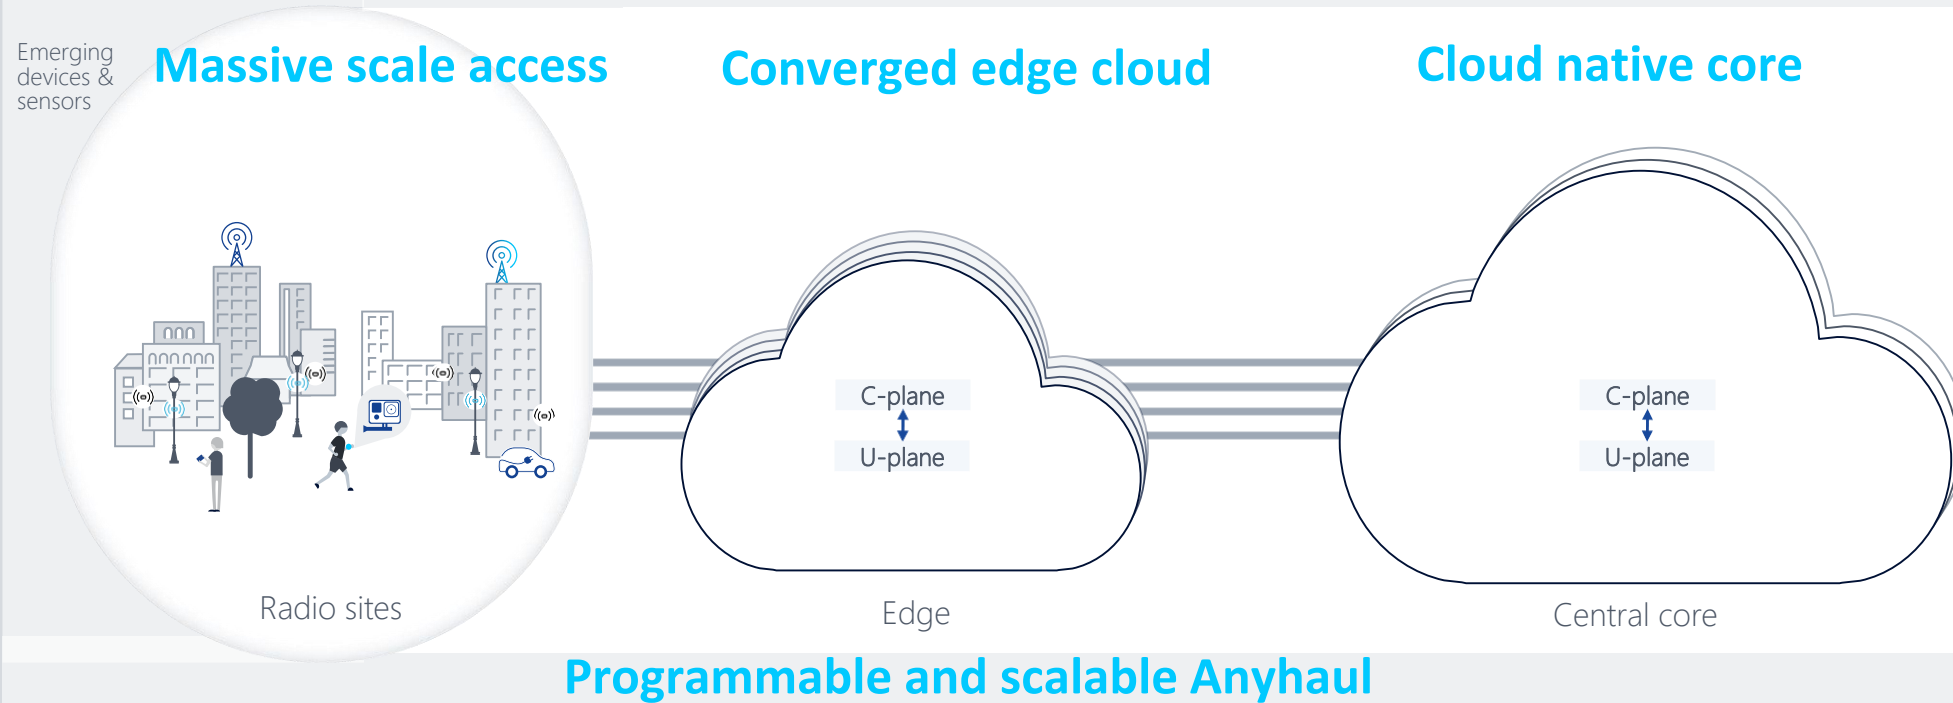 Emerging
devices &
sensors
Massive scale access
Converged edge cloud
Cloud native core
C-plane
U-plane
C-plane
U-plane
Radio sites
Edge
Central core
Programmable and scalable Anyhaul